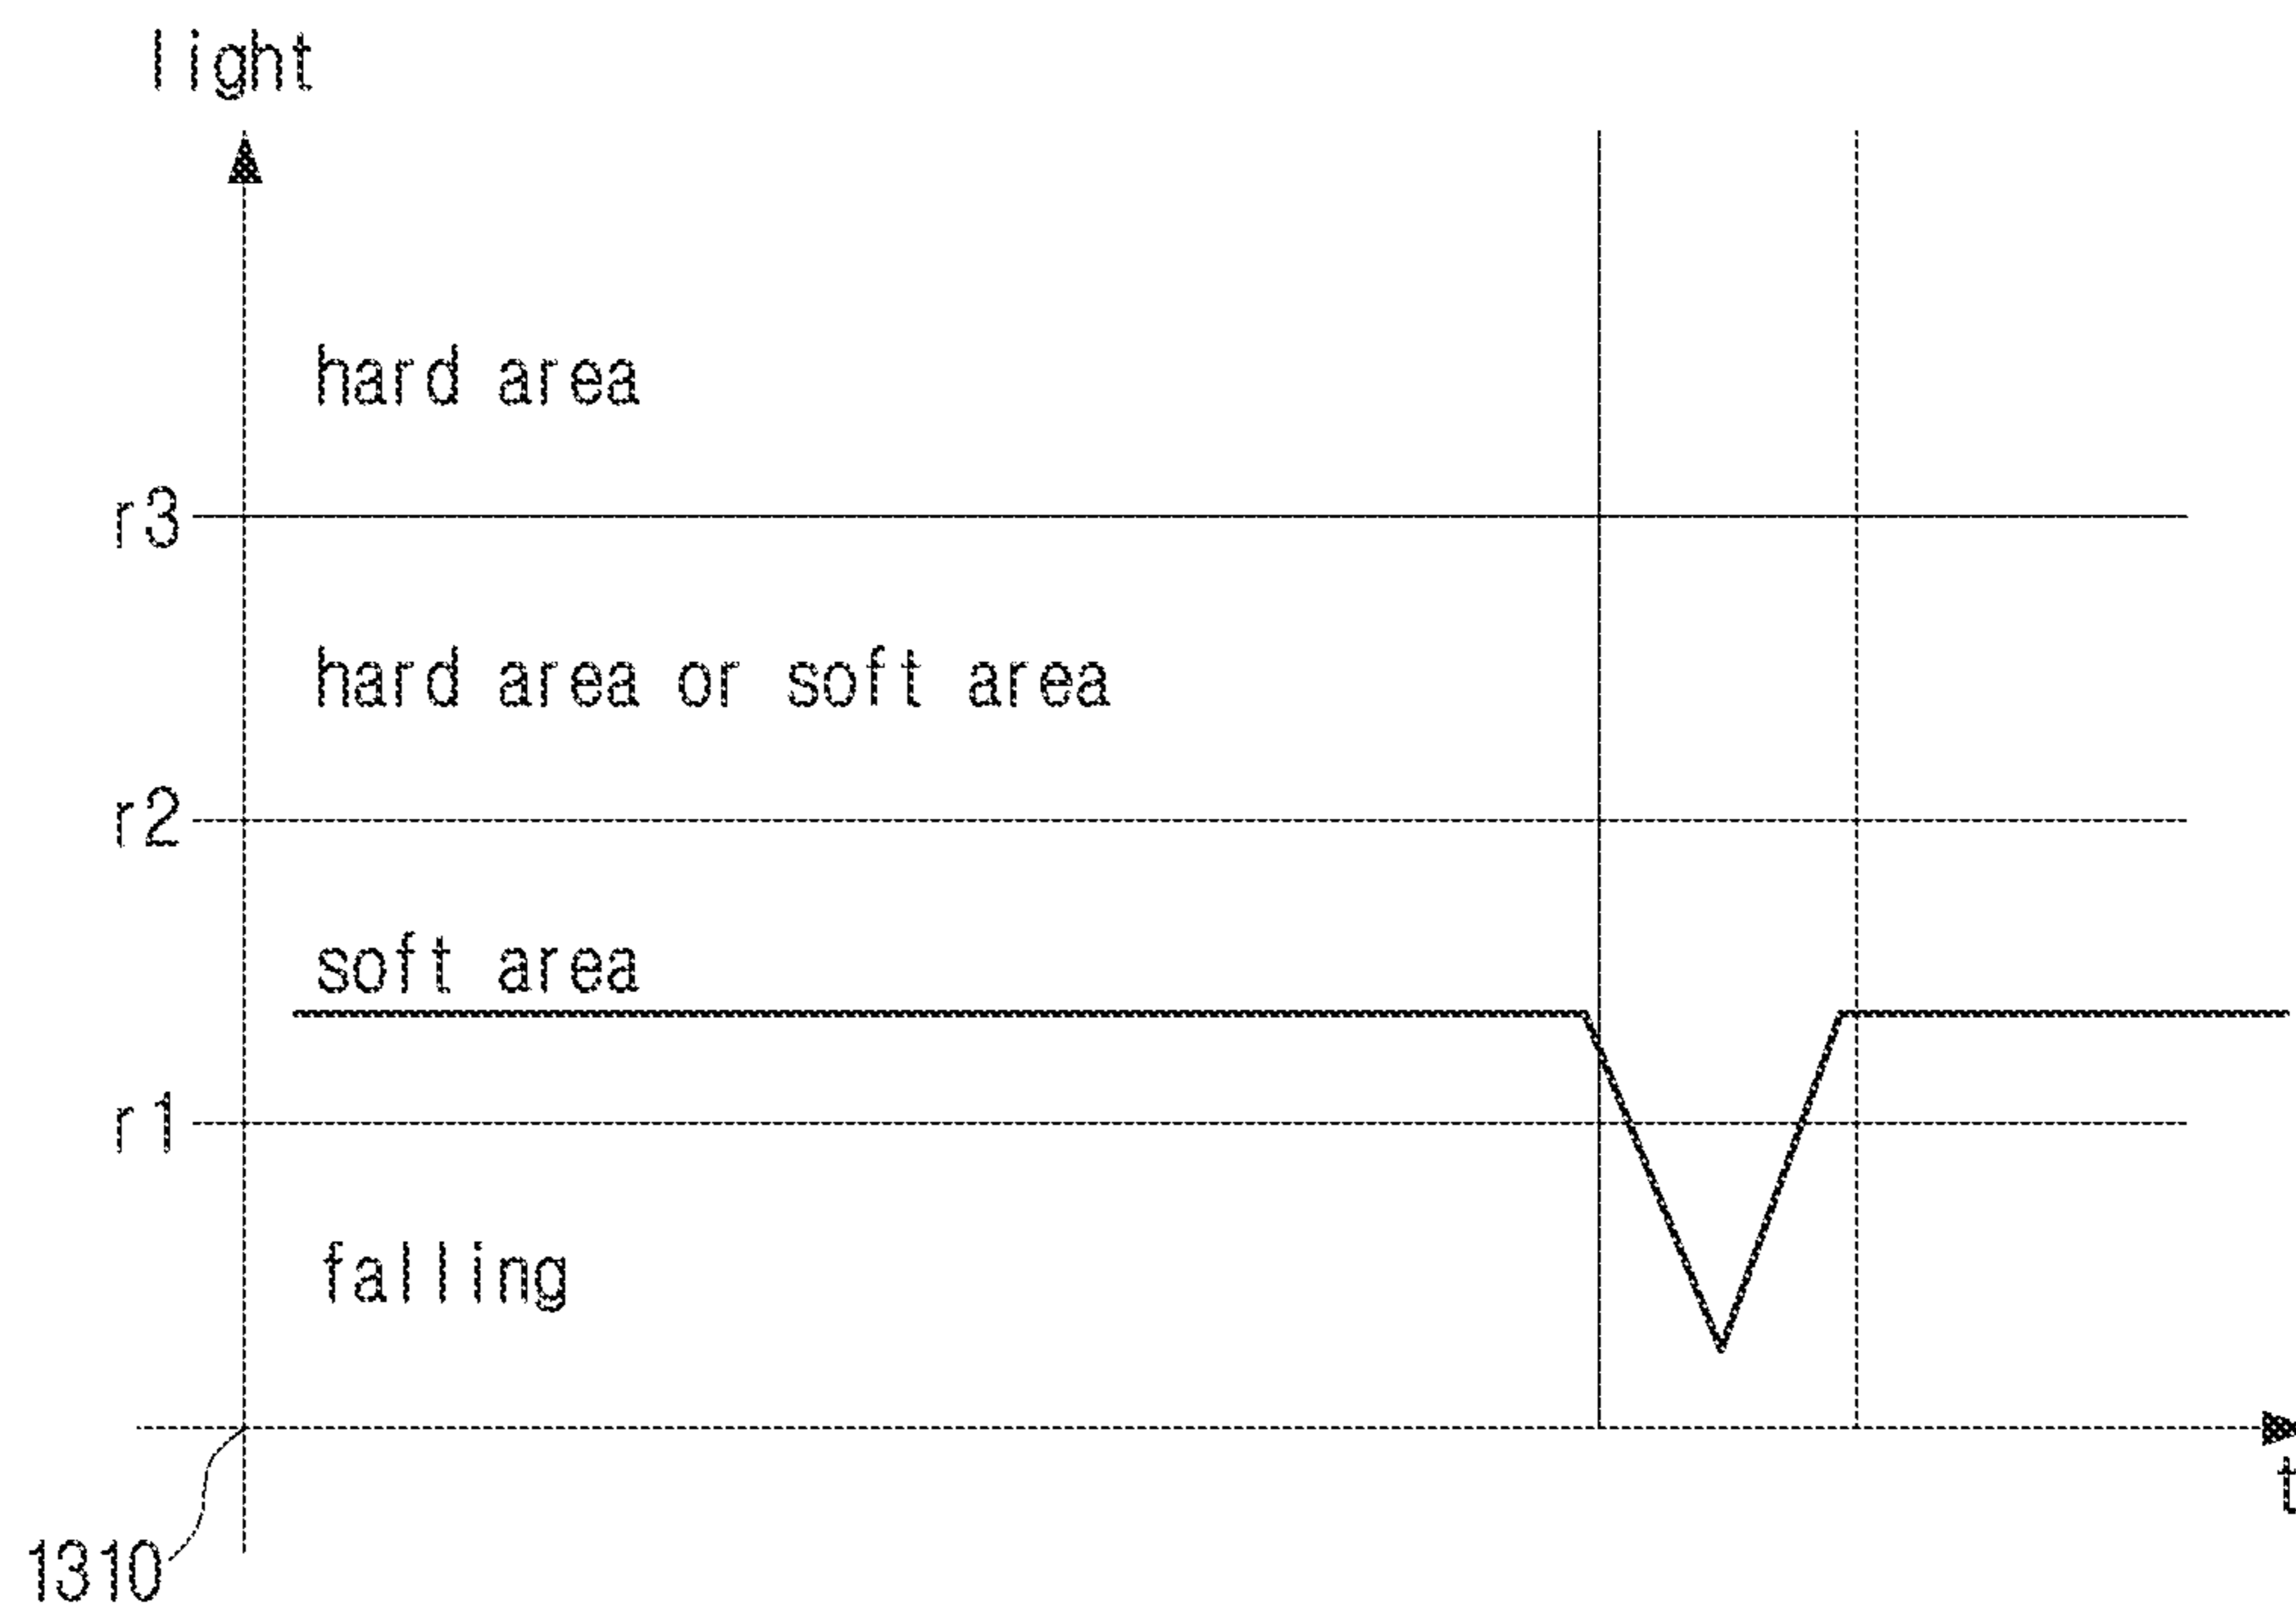 light
hard area
r3
hard area or soft area
r2
soft area
r1
falling
t
1310